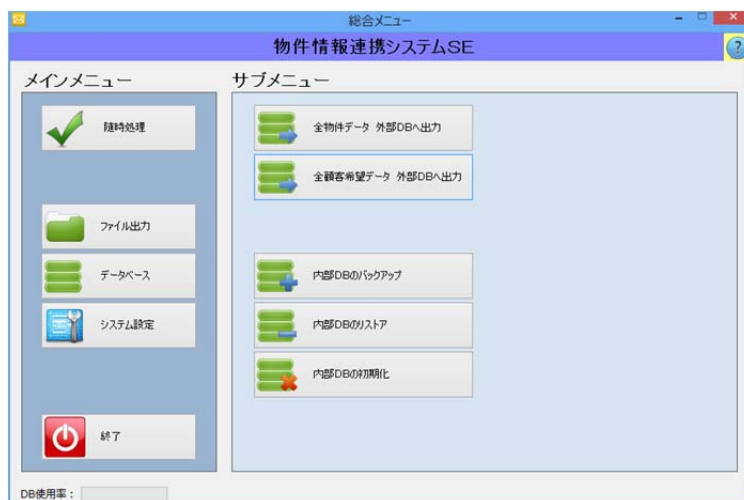 総合メニュー
物件情報連携システムSE
?
メインメニュー
サブメニュー
随時処理
ファイル出力
データベース
システム設定
終了
全物件データ 外部DBへ出力
全顧客希望データ 外部DBへ出力
内部DBのバックアップ
内部DBのリストア
内部DBの初期化
DB使用率：